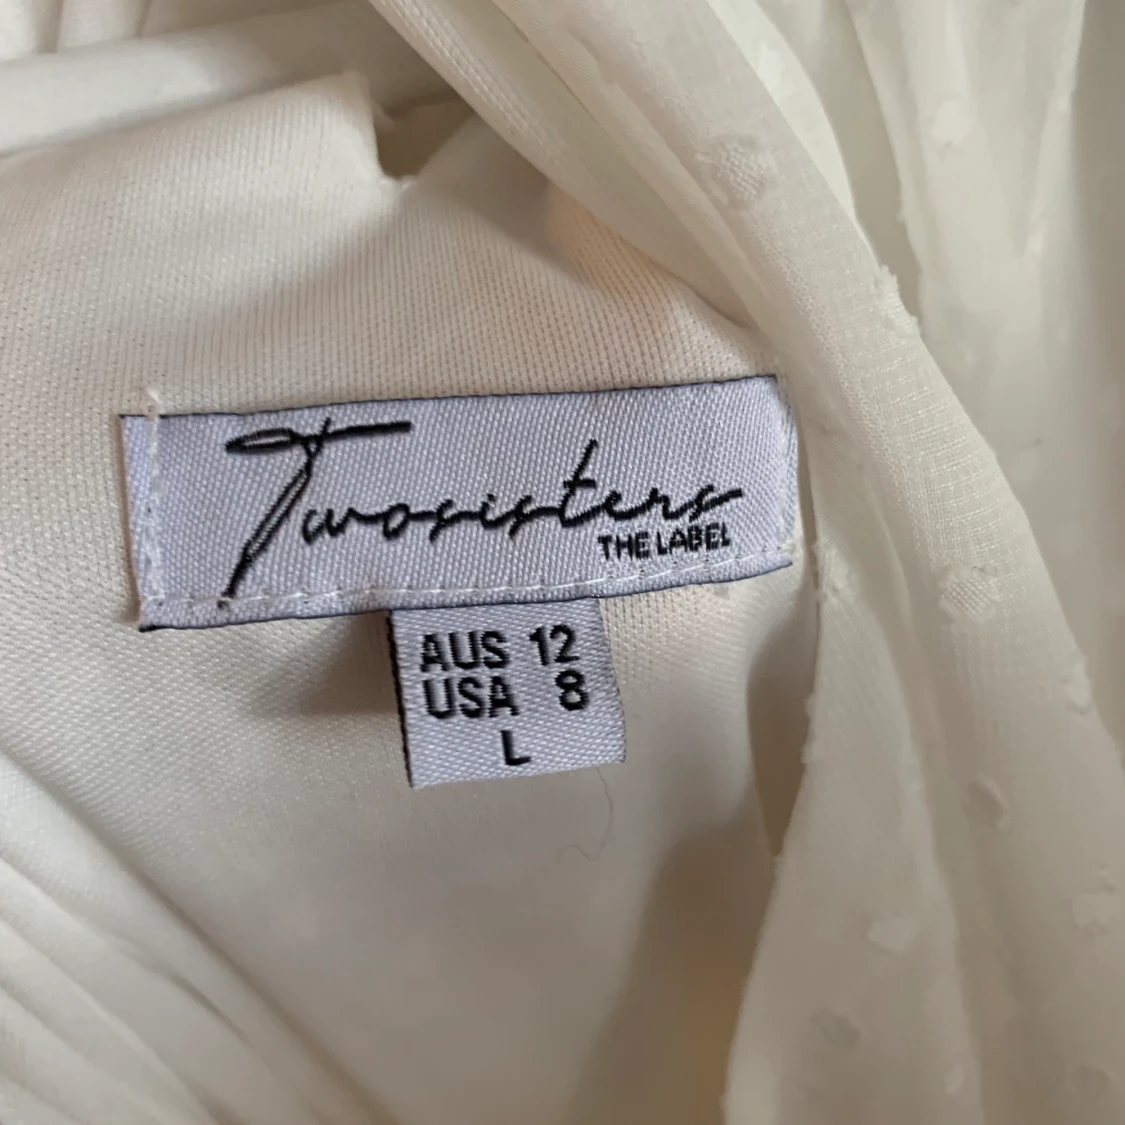 Twosisters
THE LABEL
AUS 12
USA 8
L